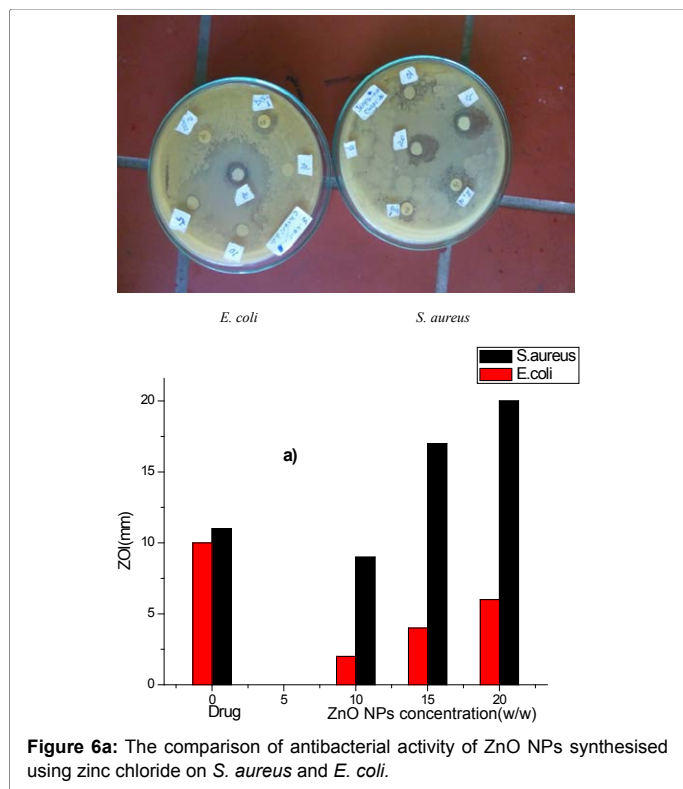 E. coli S. aureus
S.aureus
E.coli
a)
ZOI(mm)
20
15
10
5
0
0 5 10 15 20
Drug ZnO NPs concentration(w/w)
Figure 6a: The comparison of antibacterial activity of ZnO NPs synthesised
using zinc chloride on S. aureus and E. coli.